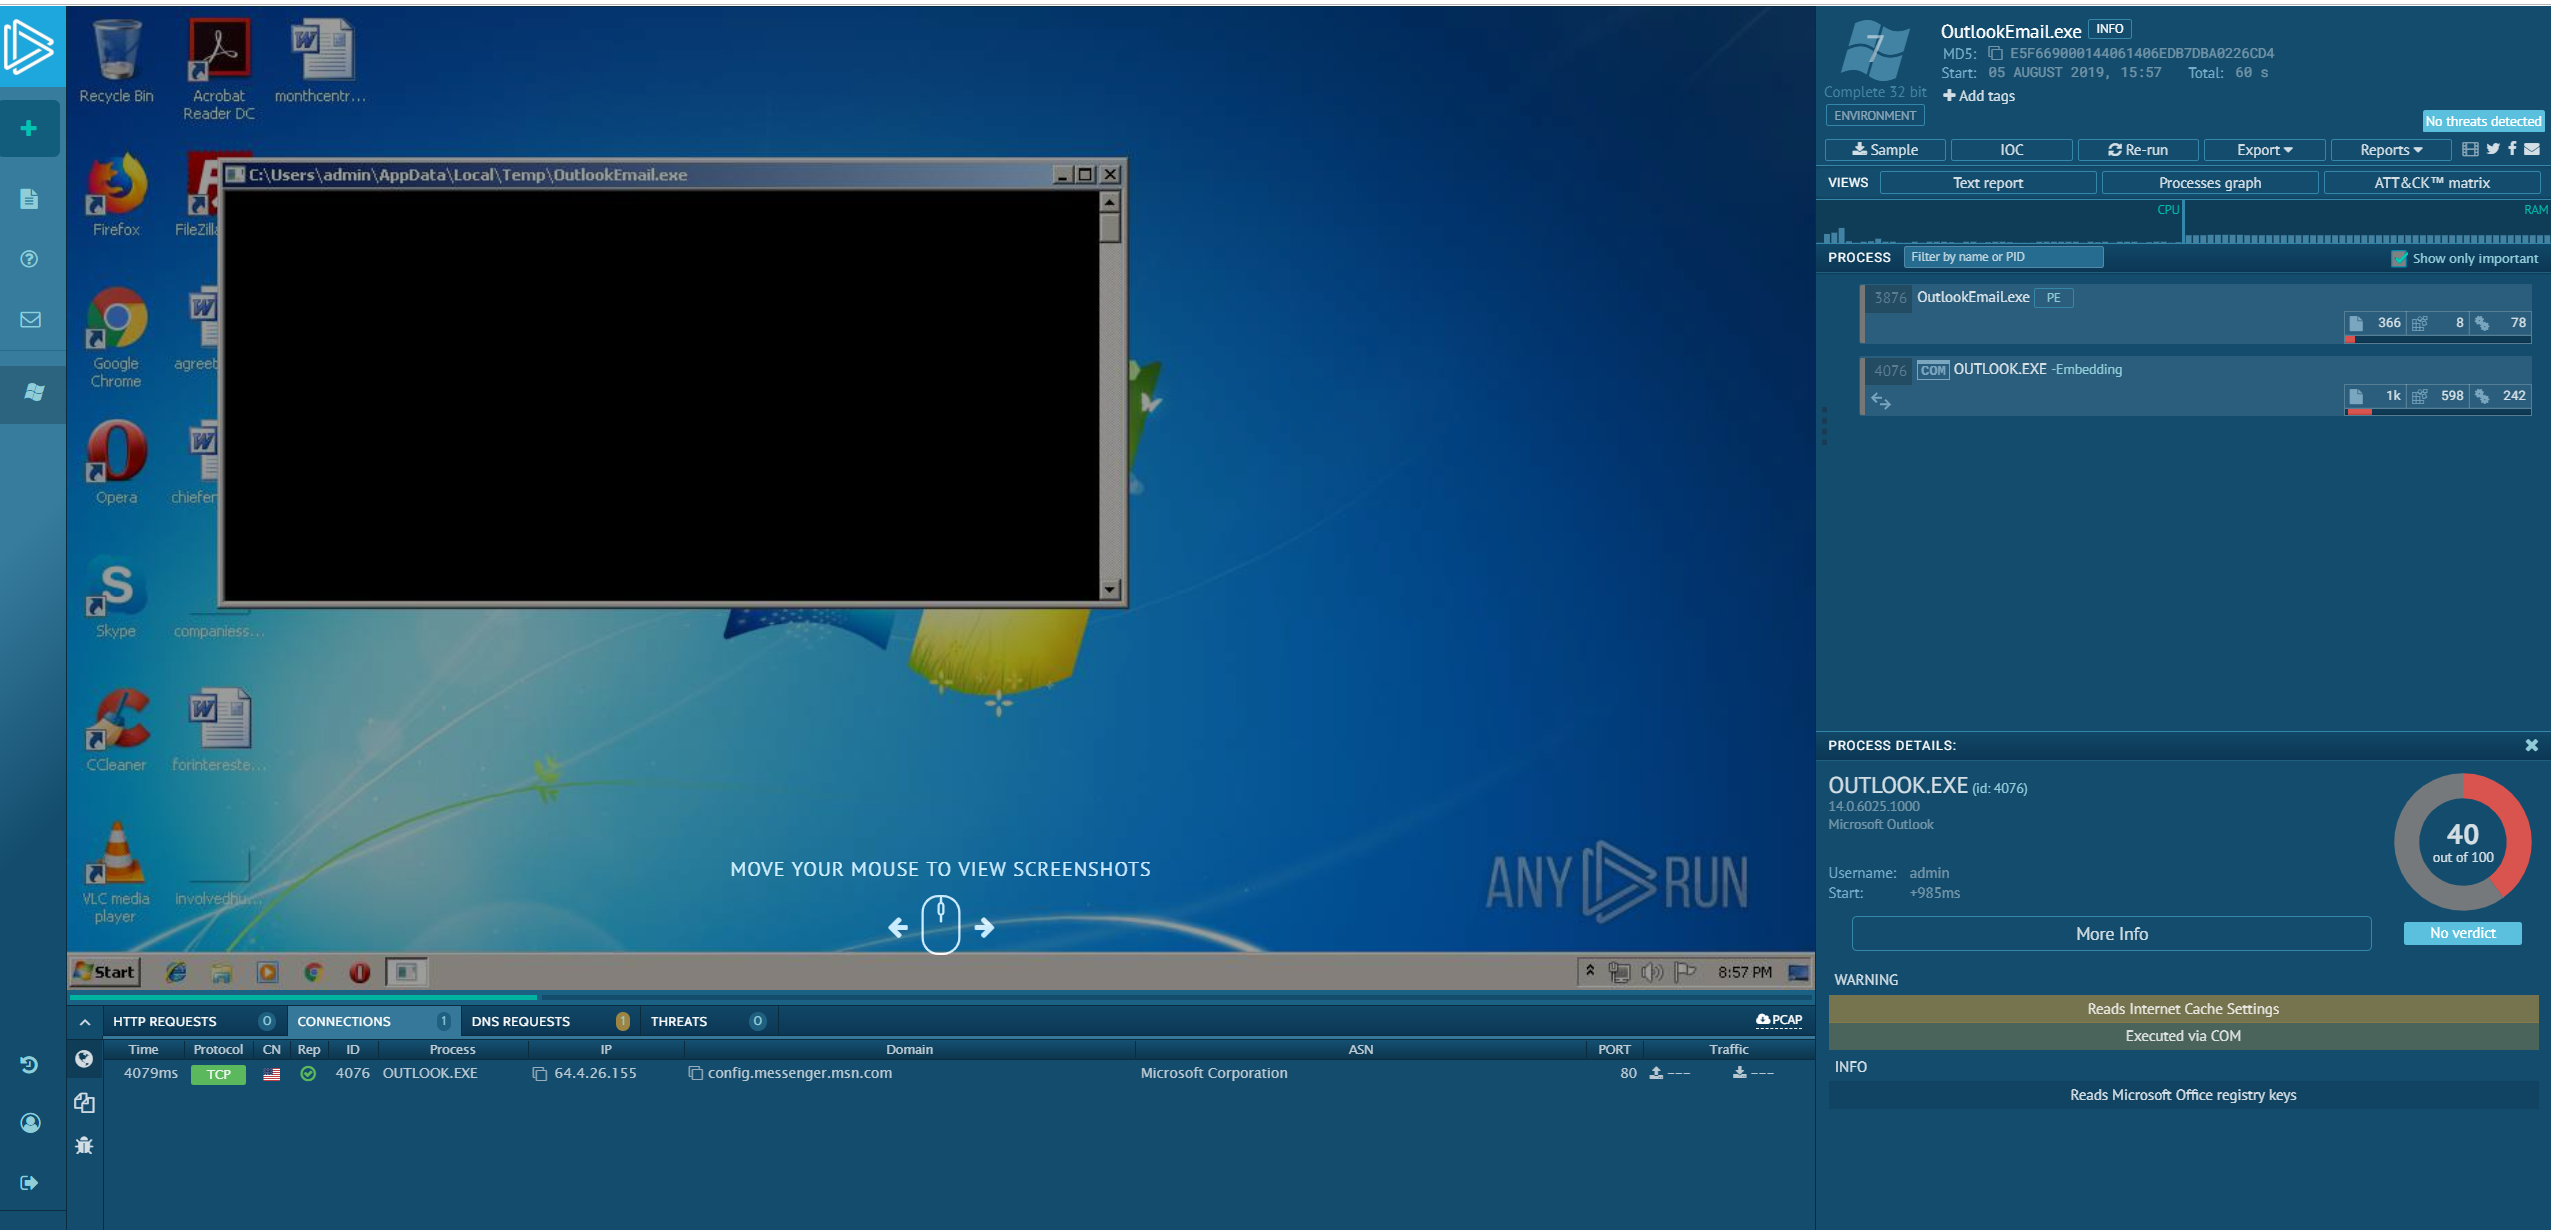 Recycle Bin
Acrobat
Reader DC
monthcentr...
Firefox
FileZilla
Google
Chrome
agreet
Opera
chiefer
Skype
companiess...
CCleaner
forintereste...
VLC media
player
involvedhu...
C:\Users\admin\AppData\Local\Temp\OutlookEmail.exe
MOVE YOUR MOUSE TO VIEW SCREENSHOTS
ANY RUN
Start
8:57 PM
HTTP REQUESTS 0
CONNECTIONS 1
DNS REQUESTS 1
THREATS 0
PCAP
Time Protocol CN Rep ID Process IP Domain ASN PORT Traffic
4079ms TCP 4076 OUTLOOK.EXE 64.4.26.155 config.messenger.msn.com Microsoft Corporation 80 --- ---
7
Complete 32 bit
ENVIRONMENT
OutlookEmail.exe INFO
MD5: E5F669000144061406EDB7DBA0226CD4
Start: 05 AUGUST 2019, 15:57 Total: 60 s
Add tags
No threats detected
Sample IOC Re-run Export Reports
VIEWS Text report Processes graph ATT&CK™ matrix
CPU RAM
PROCESS Filter by name or PID Show only important
3876 OutlookEmail.exe PE
366 8 78
4076 COM OUTLOOK.EXE -Embedding
1k 598 242
PROCESS DETAILS:
OUTLOOK.EXE (id: 4076)
14.0.6025.1000
Microsoft Outlook
Username: admin
Start: +985ms
40
out of 100
More Info
No verdict
WARNING
Reads Internet Cache Settings
Executed via COM
INFO
Reads Microsoft Office registry keys